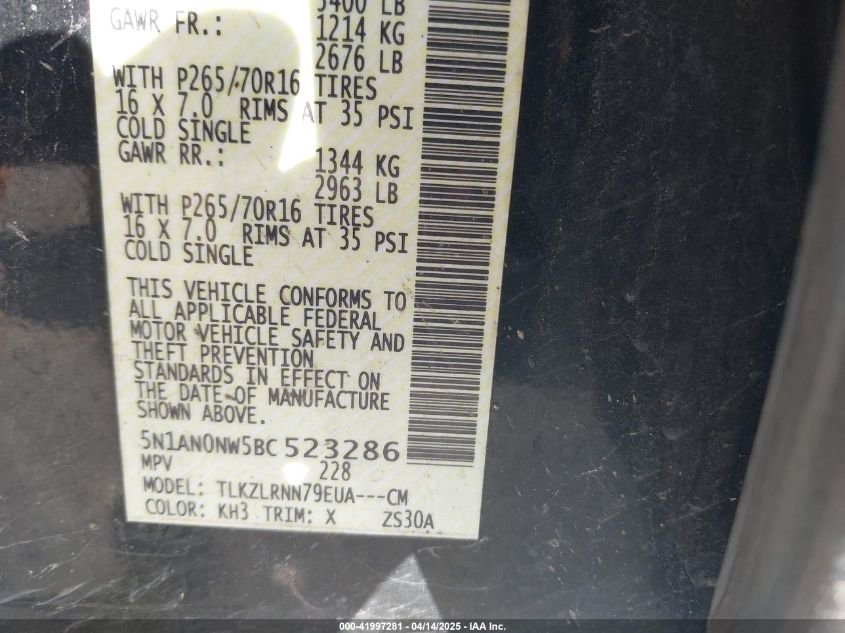 5400 LB
GAWR FR.: 1214 KG
2676 LB
WITH P265/70R16 TIRES
16 X 7.0 RIMS AT 35 PSI
COLD SINGLE
GAWR RR.: 1344 KG
2963 LB
WITH P265/70R16 TIRES
16 X 7.0 RIMS AT 35 PSI
COLD SINGLE
THIS VEHICLE CONFORMS TO
ALL APPLICABLE FEDERAL
MOTOR VEHICLE SAFETY AND
THEFT PREVENTION
STANDARDS IN EFFECT ON
THE DATE OF MANUFACTURE
SHOWN ABOVE.
5N1AN0NW5BC 523286
MPV 228
MODEL: TLKZLRNN79EUA---CM
COLOR: KH3 TRIM: X ZS30A
000-41997281 - 04/14/2025 - IAA Inc.